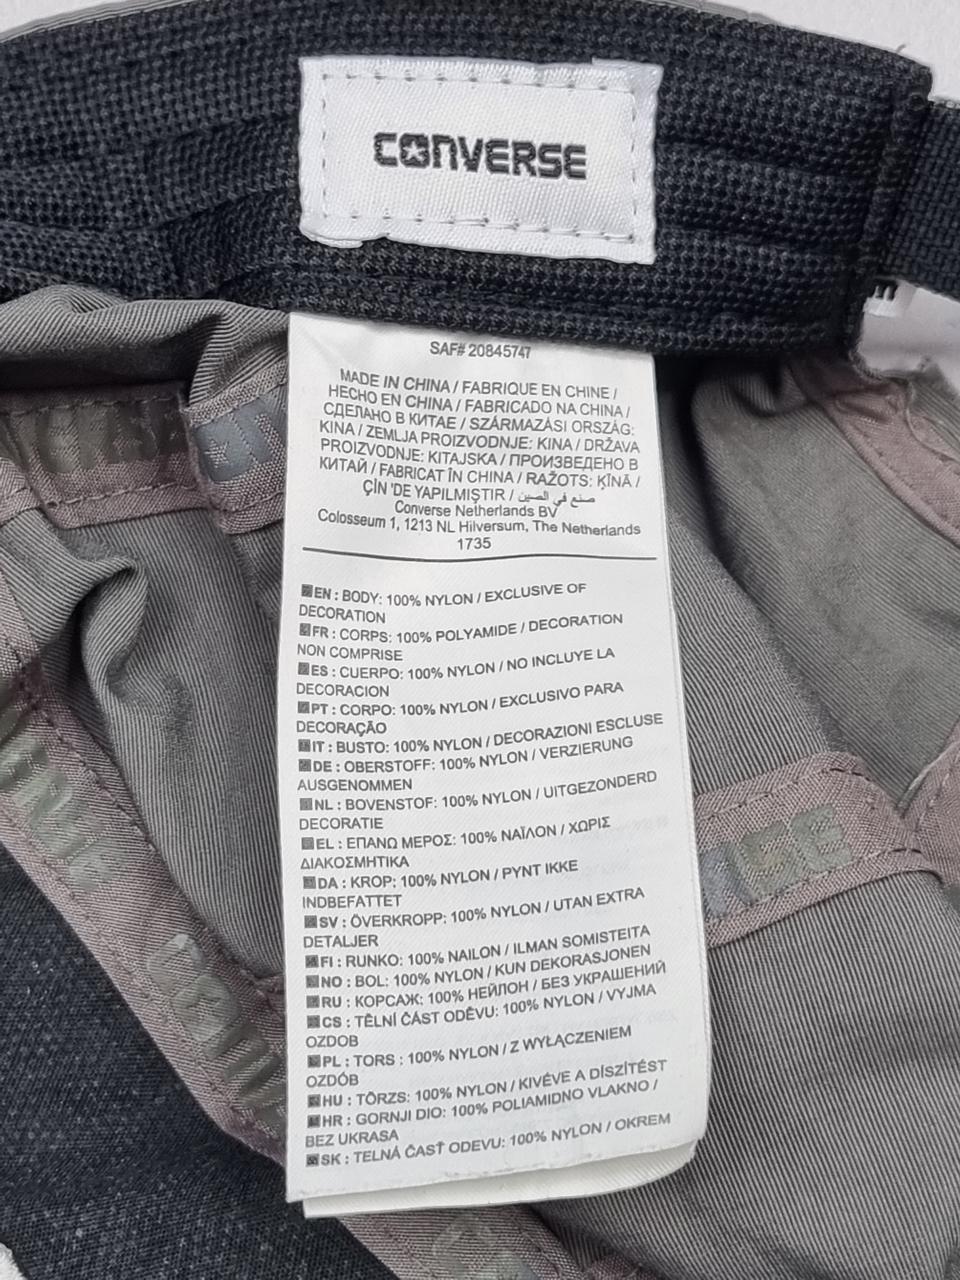 CONVERSE
SAF# 20845747
MADE IN CHINA / FABRIQUE EN CHINE /
HECHO EN CHINA / FABRICADO NA CHINA /
СДЕЛАНО В КИТАЕ / SZÁRMAZÁSI ORSZÁG:
KINA / ZEMLJA PROIZVODNJE: KINA / DRŽAVA
PROIZVODNJE: KITAJSKA / ПРОИЗВЕДЕНО В
КИТАЙ / FABRICAT ÎN CHINA / RAŽOTS: ĶĪNĀ /
ÇİN 'DE YAPILMIŞTIR / صنع في الصين
Converse Netherlands BV
Colosseum 1, 1213 NL Hilversum, The Netherlands
1735
EN : BODY: 100% NYLON / EXCLUSIVE OF
DECORATION
FR : CORPS: 100% POLYAMIDE / DECORATION
NON COMPRISE
ES : CUERPO: 100% NYLON / NO INCLUYE LA
DECORACION
PT : CORPO: 100% NYLON / EXCLUSIVO PARA
DECORAÇÃO
IT : BUSTO: 100% NYLON / DECORAZIONI ESCLUSE
DE : OBERSTOFF: 100% NYLON / VERZIERUNG
AUSGENOMMEN
NL : BOVENSTOF: 100% NYLON / UITGEZONDERD
DECORATIE
EL : ΕΠΑΝΩ ΜΕΡΟΣ: 100% ΝΑΪΛΟΝ / ΧΩΡΙΣ
ΔΙΑΚΟΣΜΗΤΙΚΑ
DA : KROP: 100% NYLON / PYNT IKKE
INDBEFATTET
SV : ÖVERKROPP: 100% NYLON / UTAN EXTRA
DETALJER
FI : RUNKO: 100% NAILON / ILMAN SOMISTEITA
NO : BOL: 100% NYLON / KUN DEKORASJONEN
RU : КОРСАЖ: 100% НЕЙЛОН / БЕЗ УКРАШЕНИЙ
CS : TĚLNÍ ČÁST ODĚVU: 100% NYLON / VYJMA
OZDOB
PL : TORS : 100% NYLON / Z WYŁĄCZENIEM
OZDÓB
HU : TÖRZS: 100% NYLON / KIVÉVE A DÍSZÍTÉST
HR : GORNJI DIO: 100% POLIAMIDNO VLAKNO /
BEZ UKRASA
SK : TELNÁ ČASŤ ODEVU: 100% NYLON / OKREM